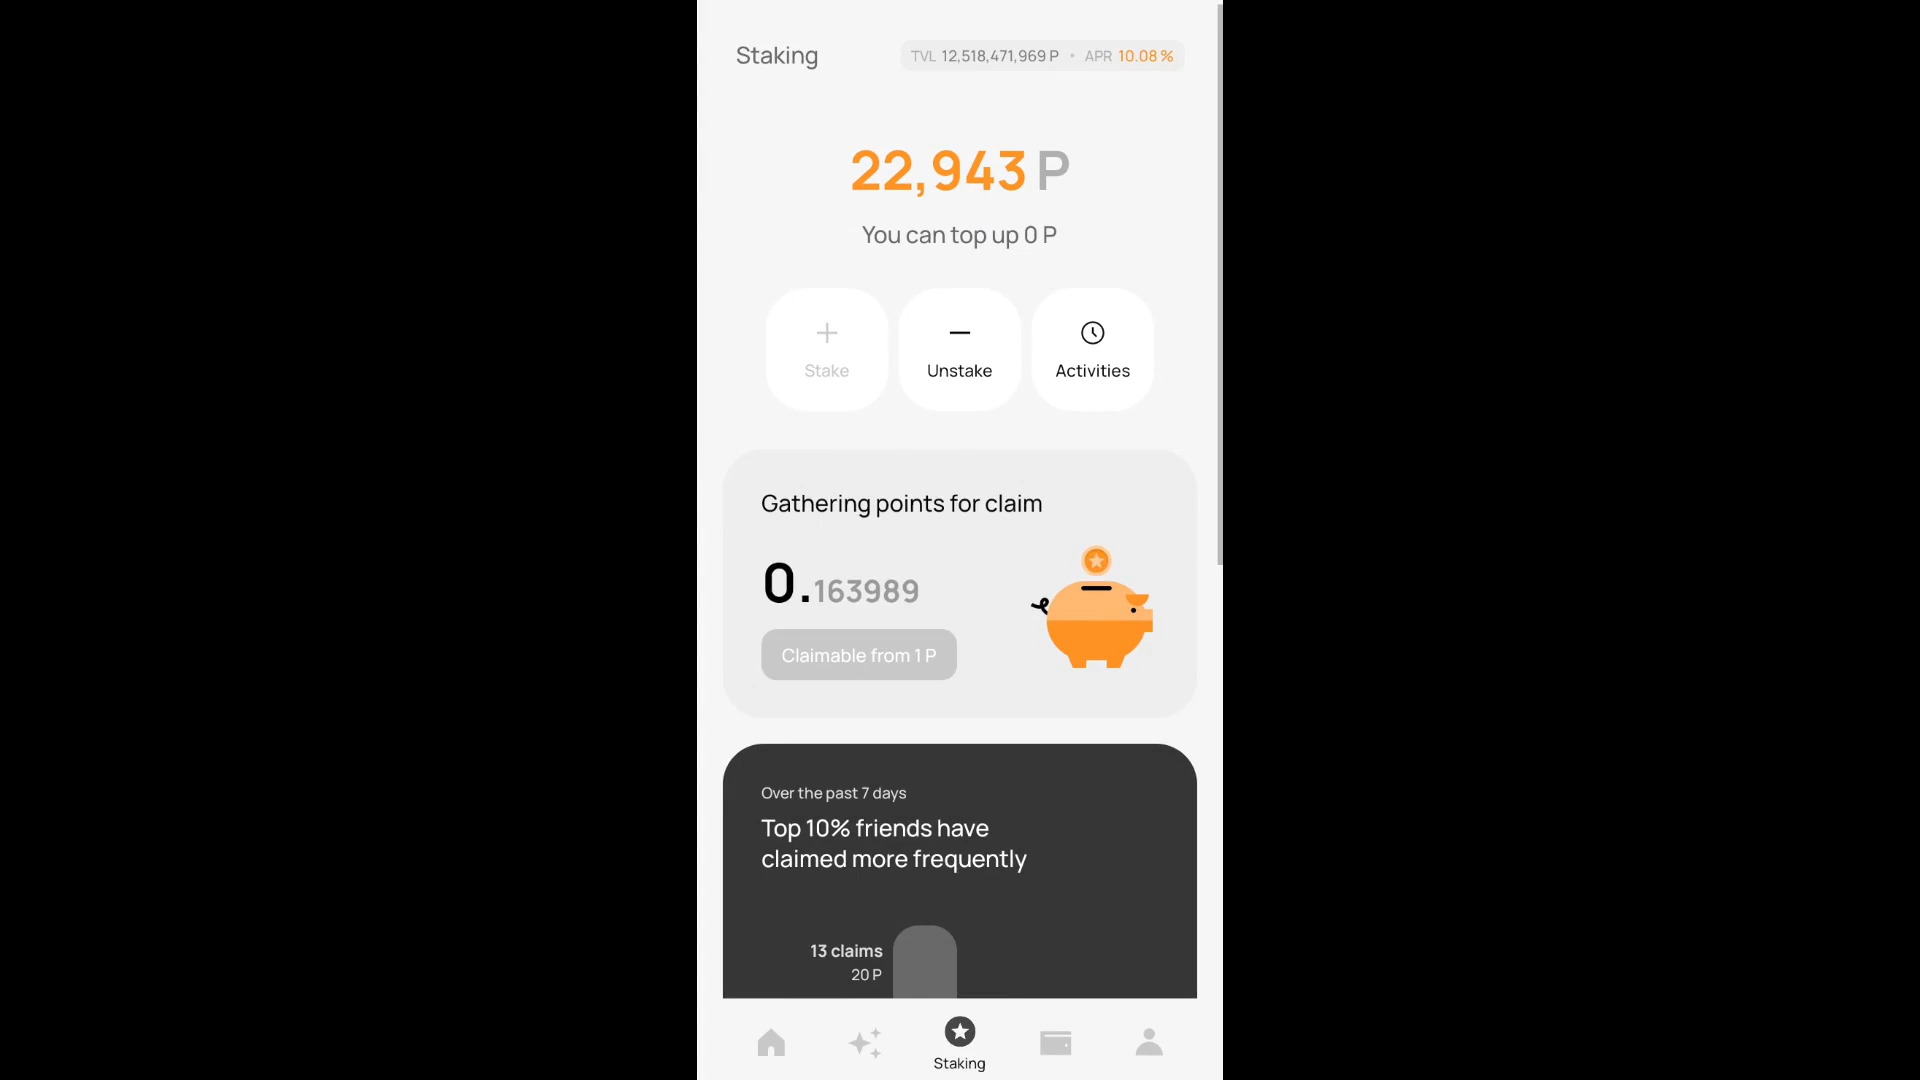 Staking
TVL 12,518,471,969 P • APR 10.08 %
22,943 P
You can top up 0 P
Stake
Unstake
Activities
Gathering points for claim
0.163989
Claimable from 1 P
Over the past 7 days
Top 10% friends have
claimed more frequently
13 claims
20 P
Staking